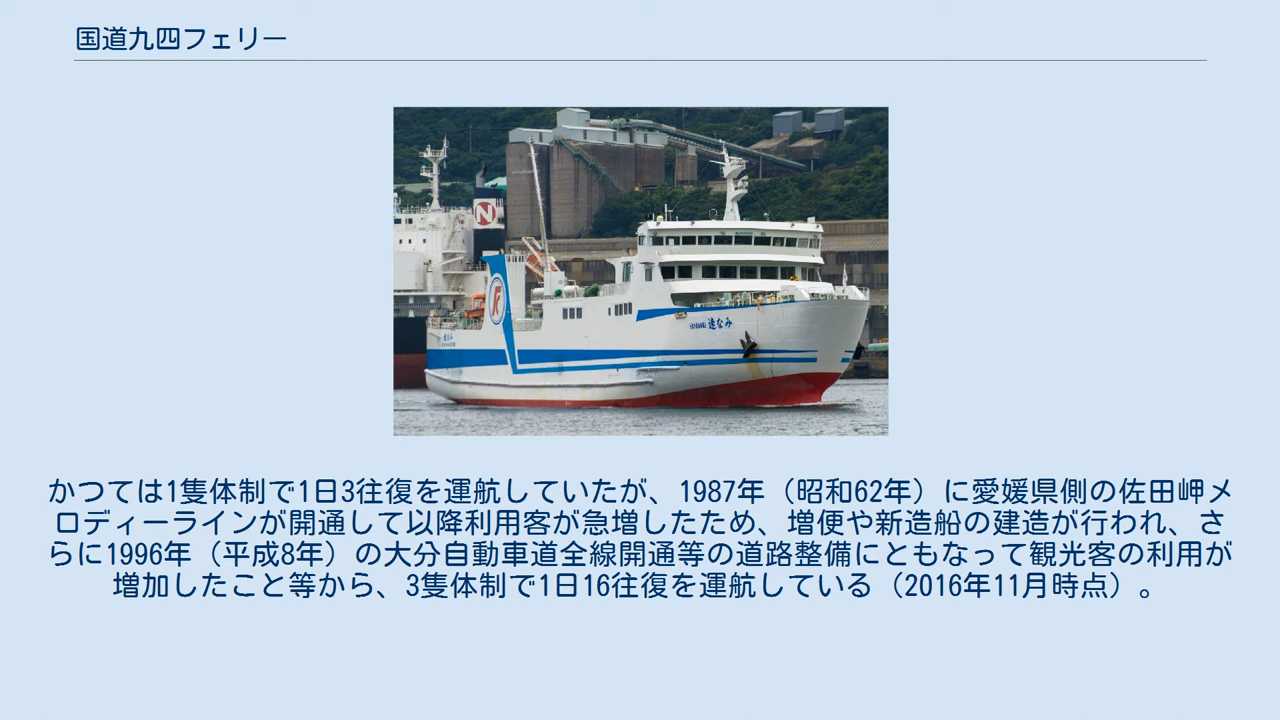 国道九四フェリー
N
遼なみ
かつては1隻体制で1日3往復を運航していたが、1987年（昭和62年）に愛媛県側の佐田岬メ
ロディーラインが開通して以降利用客が急増したため、増便や新造船の建造が行われ、さ
らに1996年（平成8年）の大分自動車道全線開通等の道路整備にともなって観光客の利用が
増加したこと等から、3隻体制で1日16往復を運航している（2016年11月時点）。